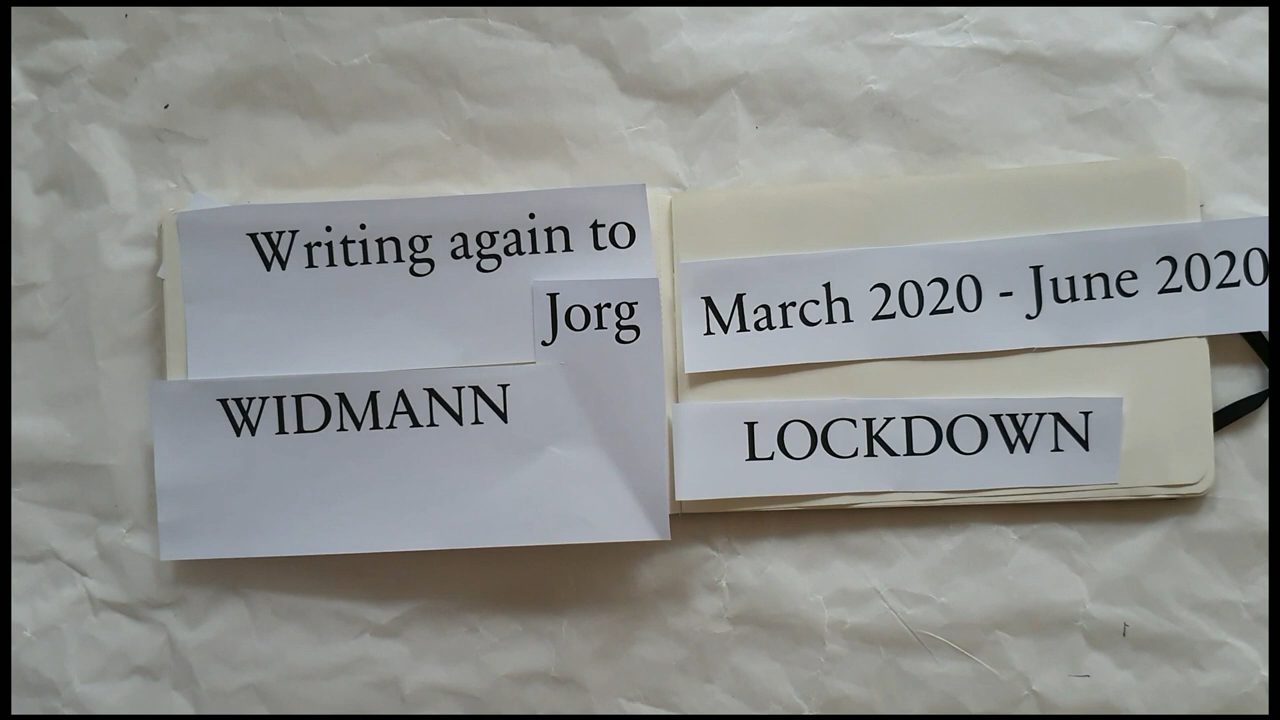 Writing again to
Jorg
WIDMANN
March 2020 - June 2020
LOCKDOWN